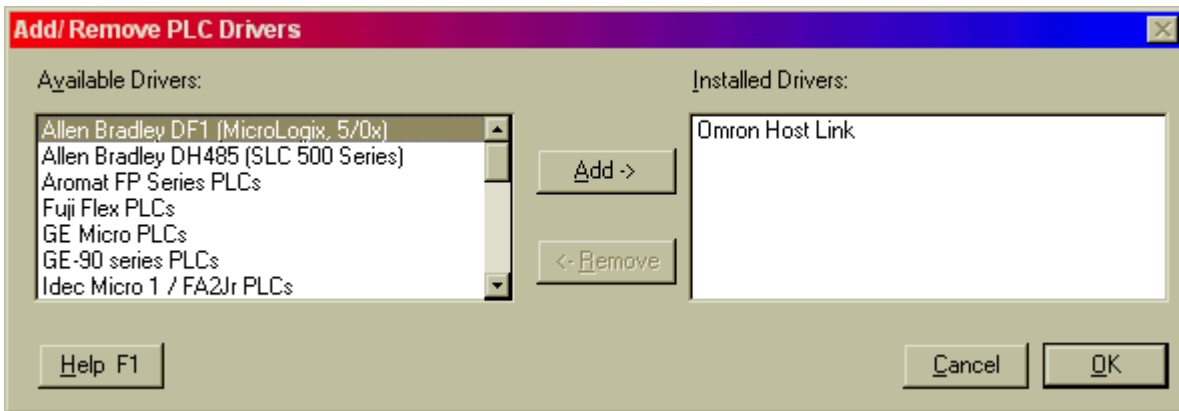 Add/Remove PLC Drivers
Available Drivers:
Installed Drivers:
Allen Bradley DF1 (MicroLogix, 5/0x)
Allen Bradley DH485 (SLC 500 Series)
Aromat FP Series PLCs
Fuji Flex PLCs
GE Micro PLCs
GE-90 series PLCs
Idec Micro 1 / FA2Jr PLCs
Add ->
<- Remove
Omron Host Link
Help F1
Cancel
OK